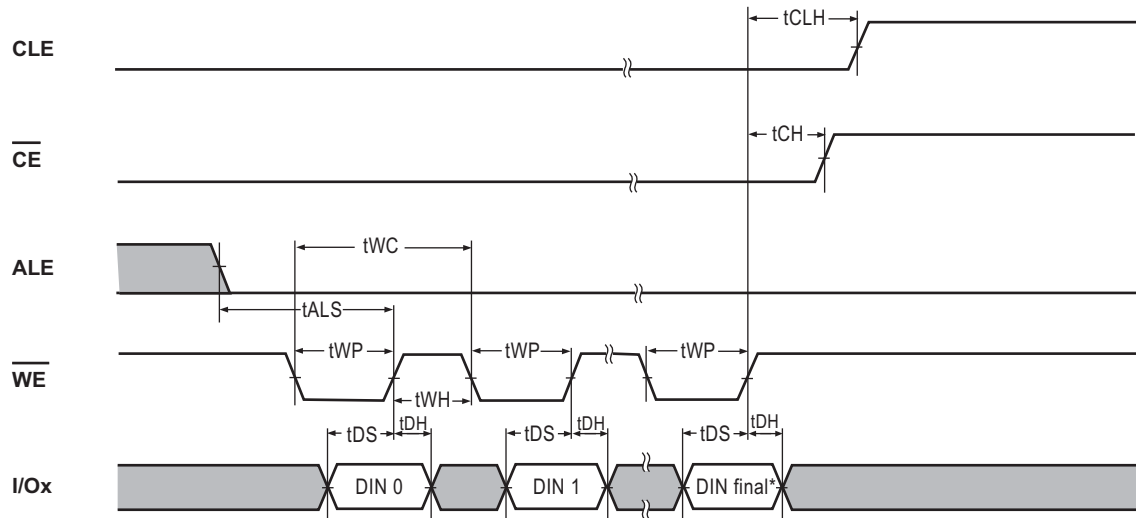 tCLH
CLE
tCH
CE
tWC
ALE
tALS
tWP tWP tWP
WE
tWH
tDS tDH tDS tDH tDS tDH
I/Ox DIN 0 DIN 1 DIN final*